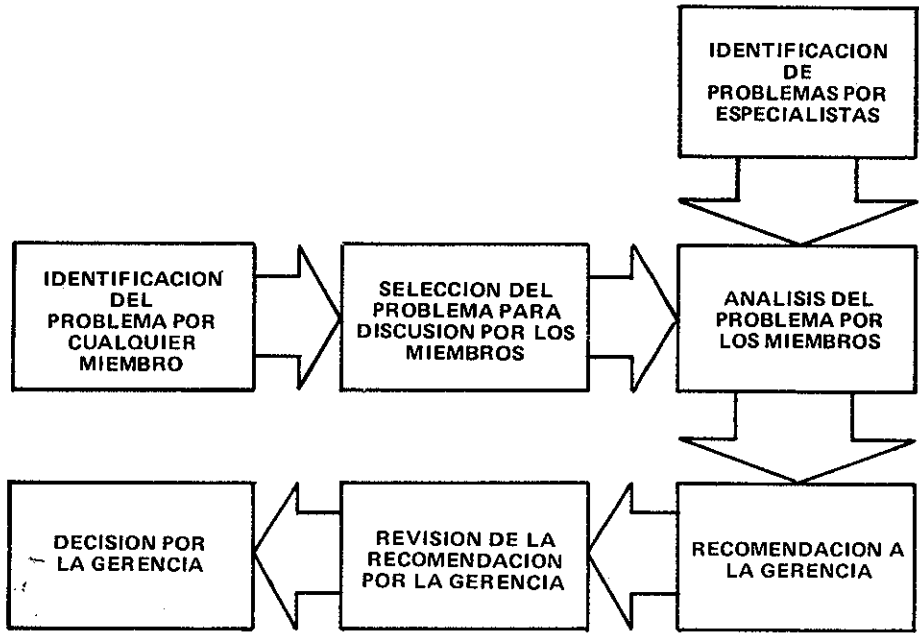 IDENTIFICACION
DE
PROBLEMAS POR
ESPECIALISTAS
IDENTIFICACION
DEL
PROBLEMA POR
CUALQUIER
MIEMBRO
SELECCION DEL
PROBLEMA PARA
DISCUSION POR LOS
MIEMBROS
ANALISIS DEL
PROBLEMA POR
LOS MIEMBROS
DECISION POR
LA GERENCIA
REVISION DE LA
RECOMENDACION
POR LA GERENCIA
RECOMENDACION A
LA GERENCIA